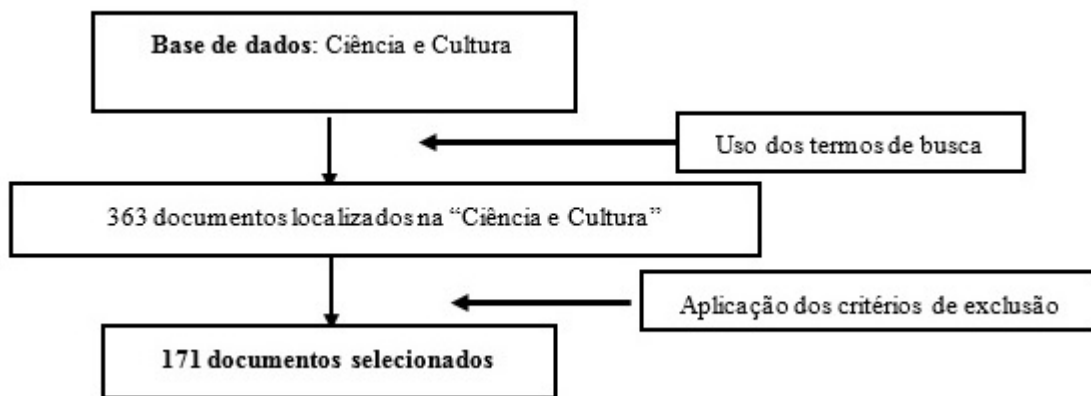 Base de dados: Ciência e Cultura
Uso dos termos de busca
363 documentos localizados na “Ciência e Cultura”
Aplicação dos critérios de exclusão
171 documentos selecionados